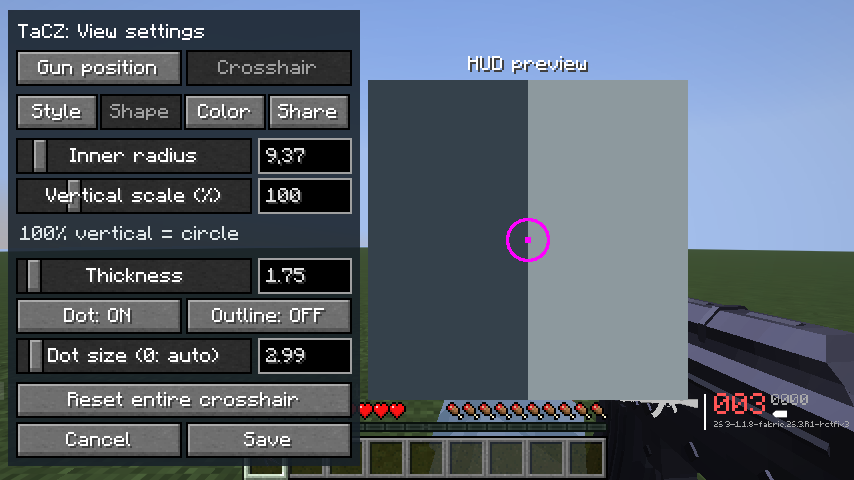 TaCZ: View settings
Gun position Crosshair
HUD preview
Style Shape Color Share
Inner radius 9.37
Vertical scale (%) 100
100% vertical = circle
Thickness 1.75
Dot: ON Outline: OFF
Dot size (0: auto) 2.99
Reset entire crosshair
003 0000
Cancel Save